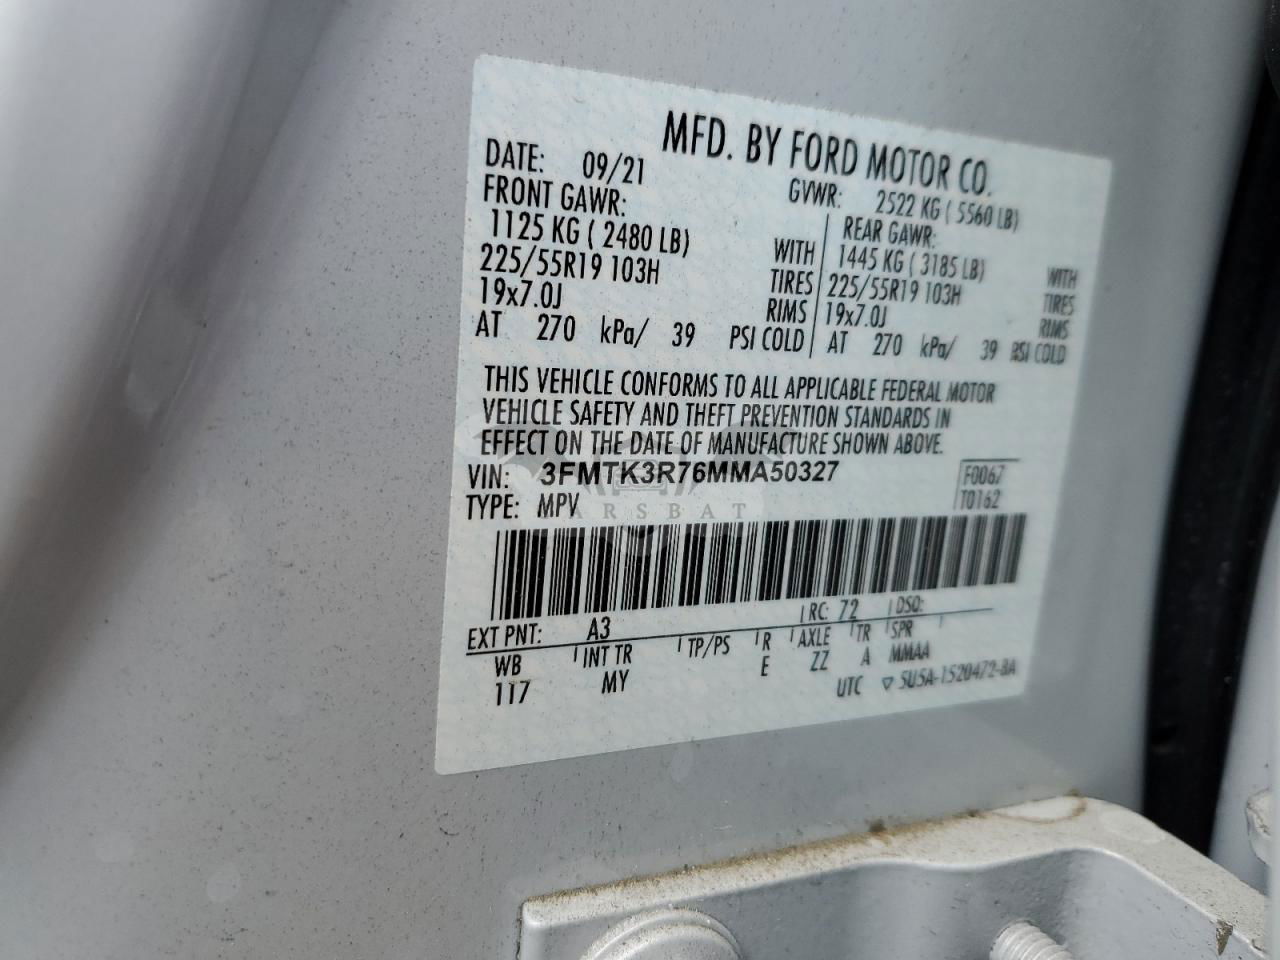 MFD. BY FORD MOTOR CO.
DATE: 09/21 GVWR: 2522 KG ( 5560 LB)
FRONT GAWR: REAR GAWR:
1125 KG ( 2480 LB) WITH 1445 KG ( 3185 LB) WITH
225/55R19 103H TIRES 225/55R19 103H TIRES
19x7.0J RIMS 19x7.0J RIMS
AT 270 kPa/ 39 PSI COLD AT 270 kPa/ 39 PSI COLD
THIS VEHICLE CONFORMS TO ALL APPLICABLE FEDERAL MOTOR
VEHICLE SAFETY AND THEFT PREVENTION STANDARDS IN
EFFECT ON THE DATE OF MANUFACTURE SHOWN ABOVE.
VIN: 3FMTK3R76MMA50327 F0067
TYPE: MPV T0162
ARSBAT
EXT PNT: A3 RC: 72 DSO:
WB INT TR TP/PS R AXLE TR SPR
117 MY E ZZ A MMAA
UTC ▽ 5U5A-1520472-BA